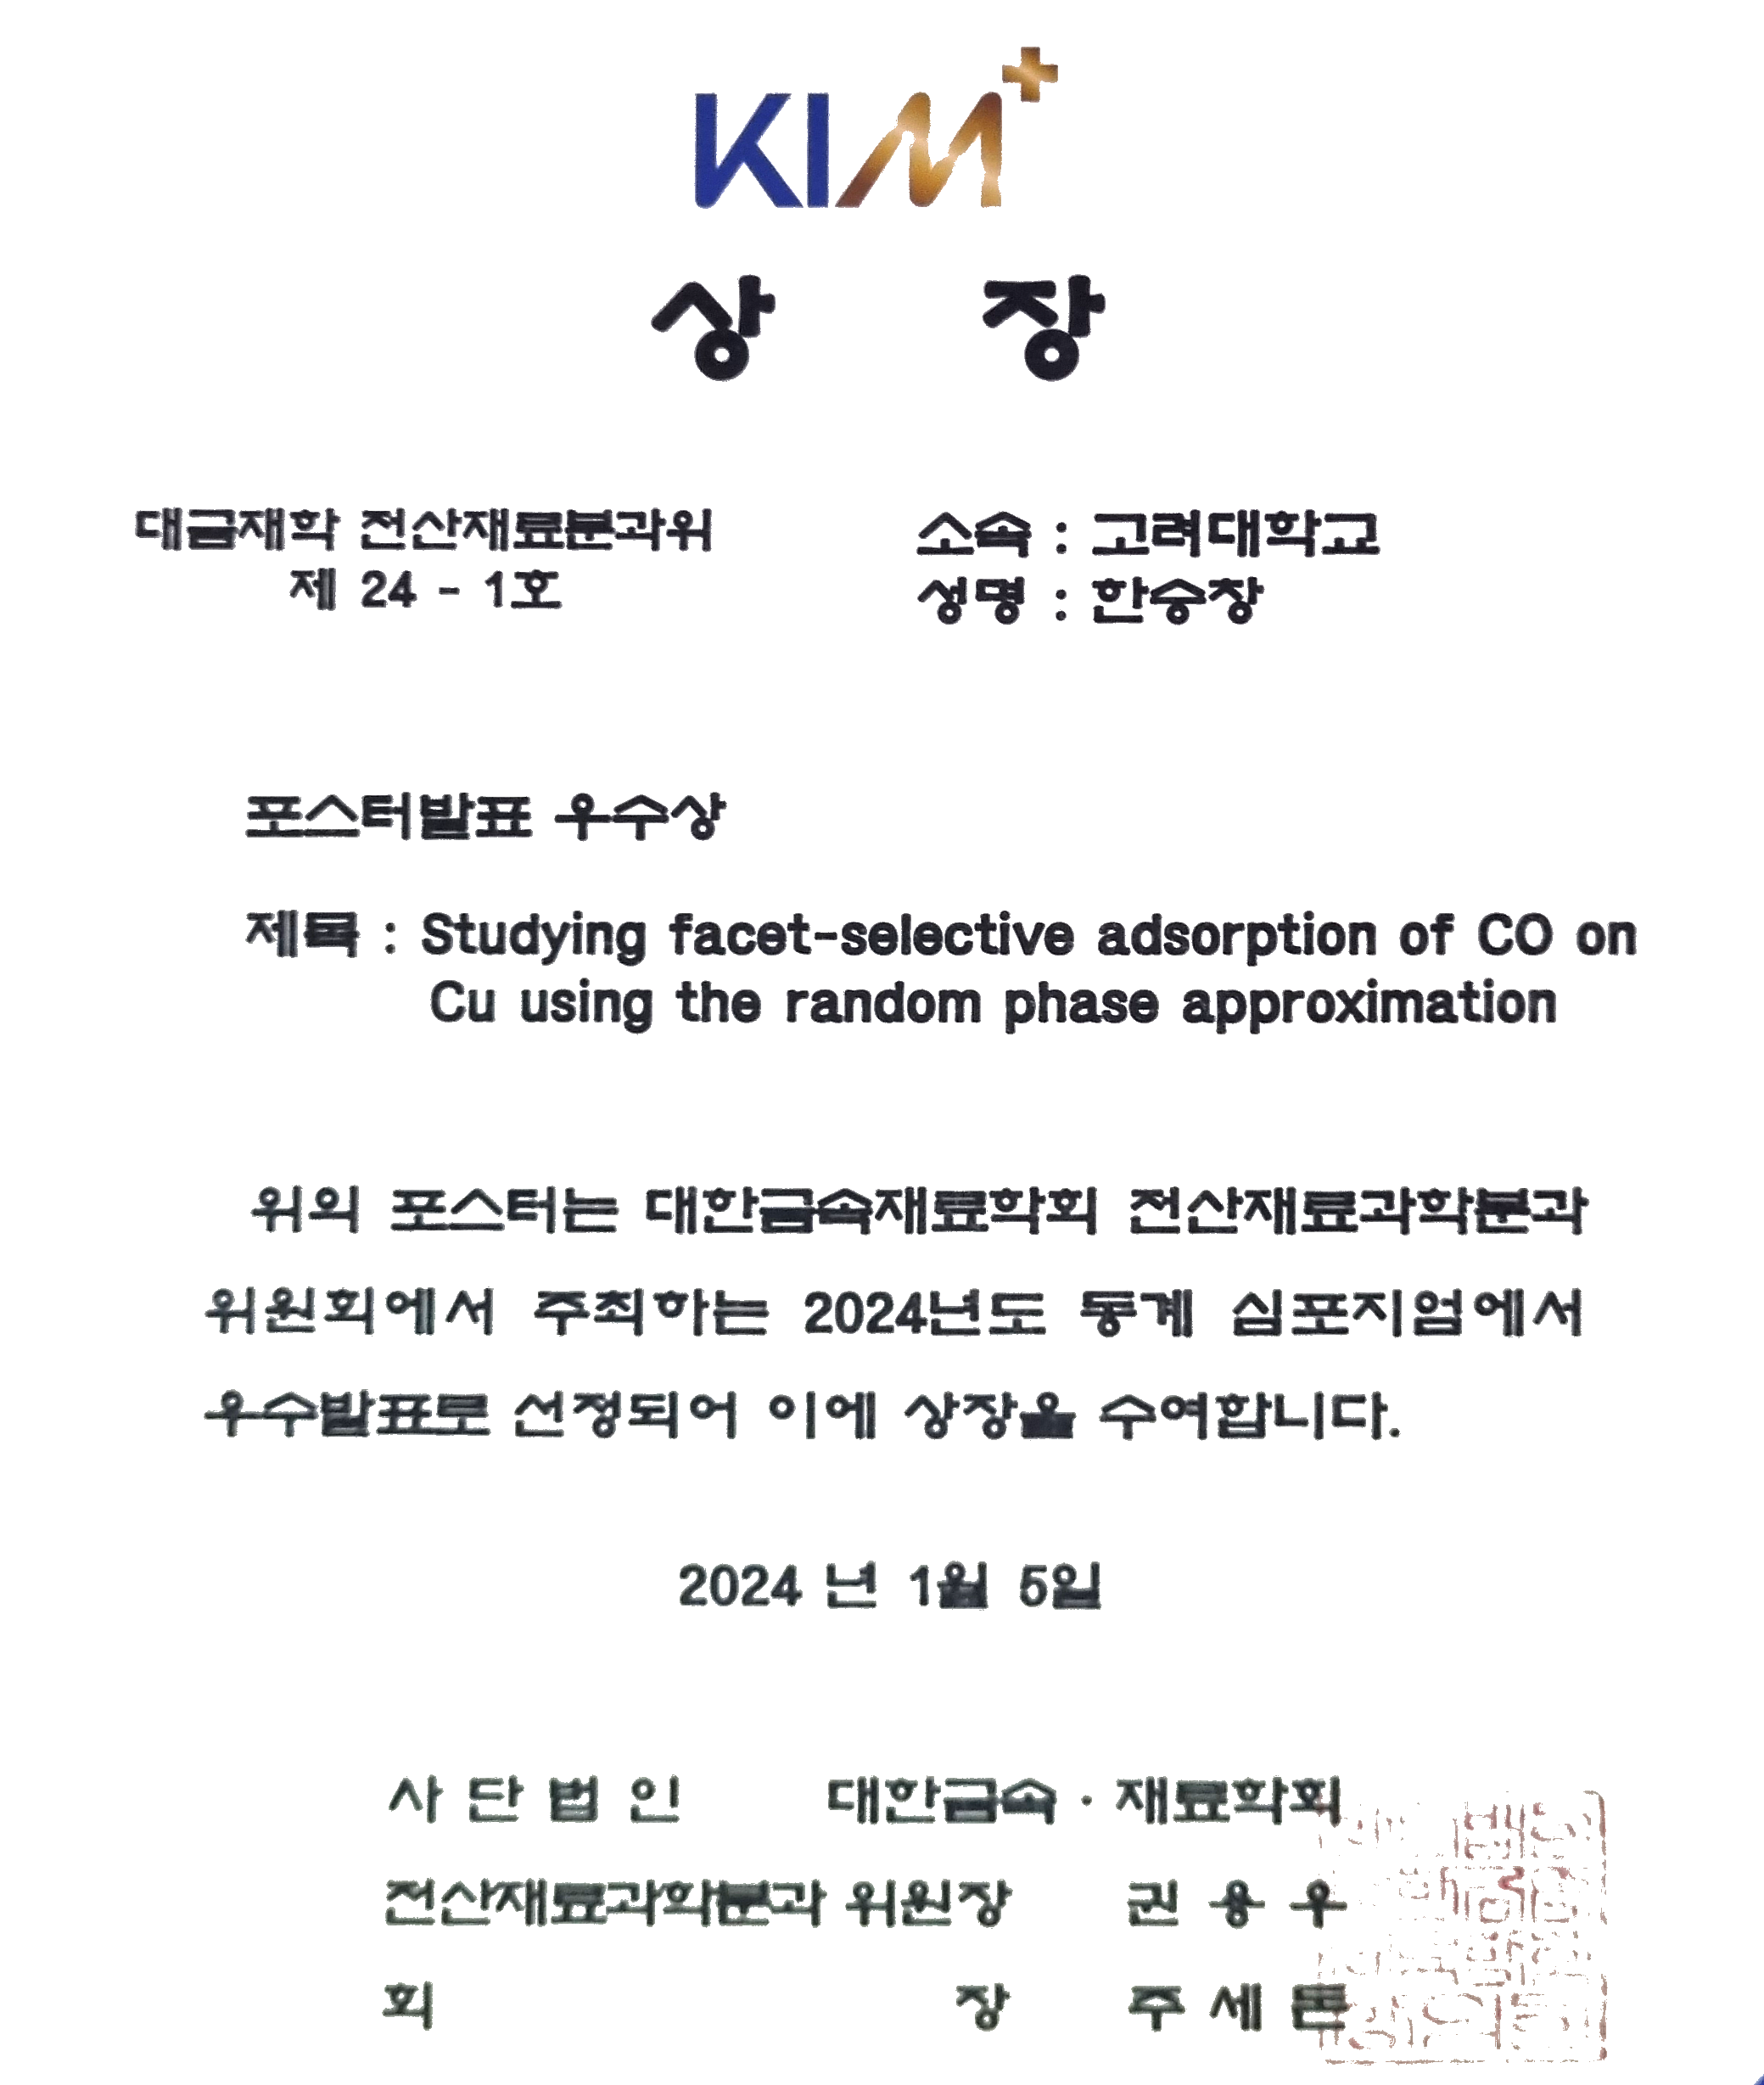 KIM+
상 장
대금재학 전산재료분과위
제 24 - 1호
소속 : 고려대학교
성명 : 한승창
포스터발표 우수상
제목 : Studying facet-selective adsorption of CO on
Cu using the random phase approximation
위의 포스터는 대한금속재료학회 전산재료과학분과
위원회에서 주최하는 2024년도 동계 심포지엄에서
우수발표로 선정되어 이에 상장을 수여합니다.
2024 년 1월 5일
사 단 법 인 대한금속 · 재료학회
전산재료과학분과 위원장 권 용 우
회 장 주 세 돈